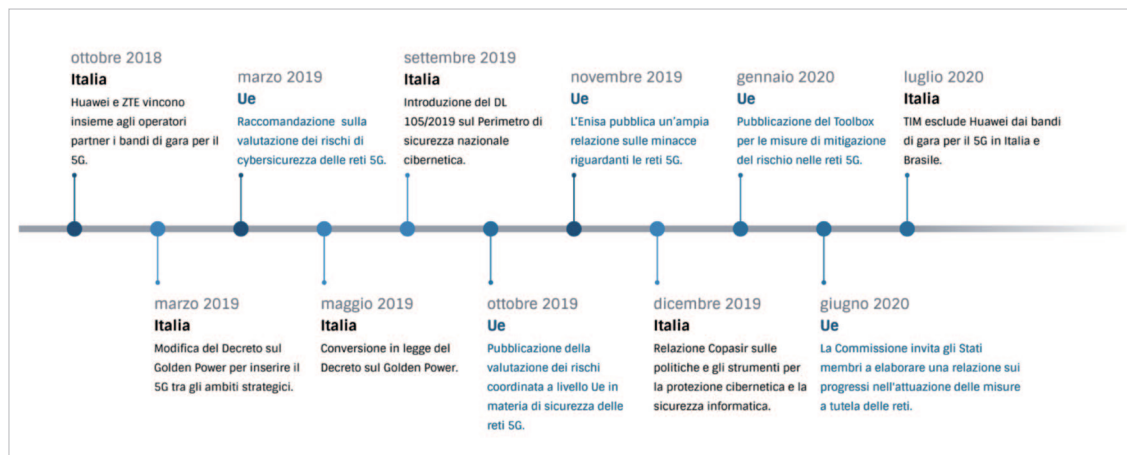 ottobre 2018
Italia
Huawei e ZTE vincono
insieme agli operatori
partner i bandi di gara per il
5G.
marzo 2019
Italia
Modifica del Decreto sul
Golden Power per inserire il
5G tra gli ambiti strategici.
marzo 2019
Ue
Raccomandazione sulla
valutazione dei rischi di
cybersicurezza delle reti 5G.
maggio 2019
Italia
Conversione in legge del
Decreto sul Golden Power.
settembre 2019
Italia
Introduzione del DL
105/2019 sul Perimetro di
sicurezza nazionale
cibernetica.
ottobre 2019
Ue
Pubblicazione della
valutazione dei rischi
coordinata a livello Ue in
materia di sicurezza delle
reti 5G.
novembre 2019
Ue
L'Enisa pubblica un'ampia
relazione sulle minacce
riguardanti le reti 5G.
dicembre 2019
Italia
Relazione Copasir sulle
politiche e gli strumenti per
la protezione cibernetica e la
sicurezza informatica.
gennaio 2020
Ue
Pubblicazione del Toolbox
per le misure di mitigazione
del rischio nelle reti 5G.
giugno 2020
Ue
La Commissione invita gli Stati
membri a elaborare una relazione sui
progressi nell'attuazione delle misure
a tutela delle reti.
luglio 2020
Italia
TIM esclude Huawei dai bandi
di gara per il 5G in Italia e
Brasile.